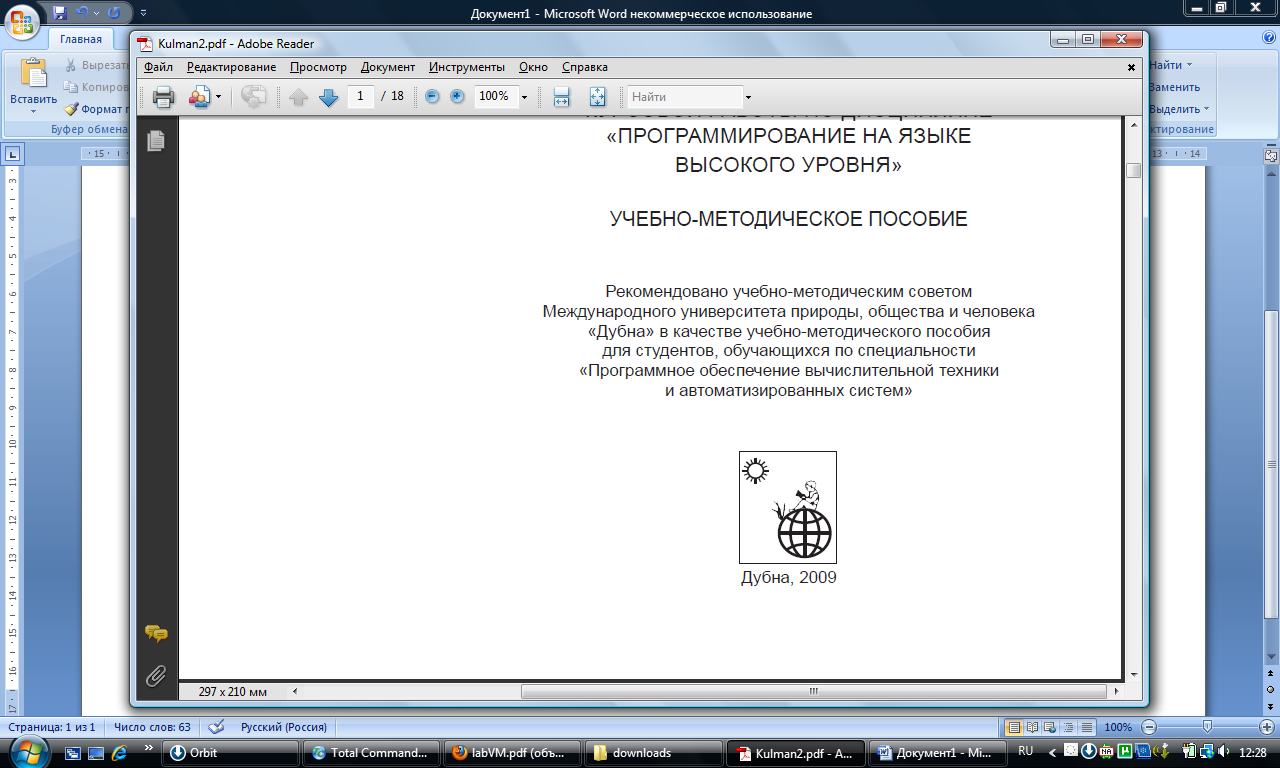 Документ1 - Microsoft Word некоммерческое использование
Главная
Вставить
Вырезать
Формат
Буфер обмена
Найти
Заменить
Выделить
Kulman2.pdf - Adobe Reader
Файл Редактирование Просмотр Документ Инструменты Окно Справка
1 / 18 100% Найти
«ПРОГРАММИРОВАНИЕ НА ЯЗЫКЕ
ВЫСОКОГО УРОВНЯ»
УЧЕБНО-МЕТОДИЧЕСКОЕ ПОСОБИЕ
Рекомендовано учебно-методическим советом
Международного университета природы, общества и человека
«Дубна» в качестве учебно-методического пособия
для студентов, обучающихся по специальности
«Программное обеспечение вычислительной техники
и автоматизированных систем»
Дубна, 2009
297 x 210 мм
Страница: 1 из 1 Число слов: 63 Русский (Россия) 100%
Orbit Total Command... labVM.pdf (объ... downloads Kulman2.pdf - A... Документ1 - Mi... RU 12:28